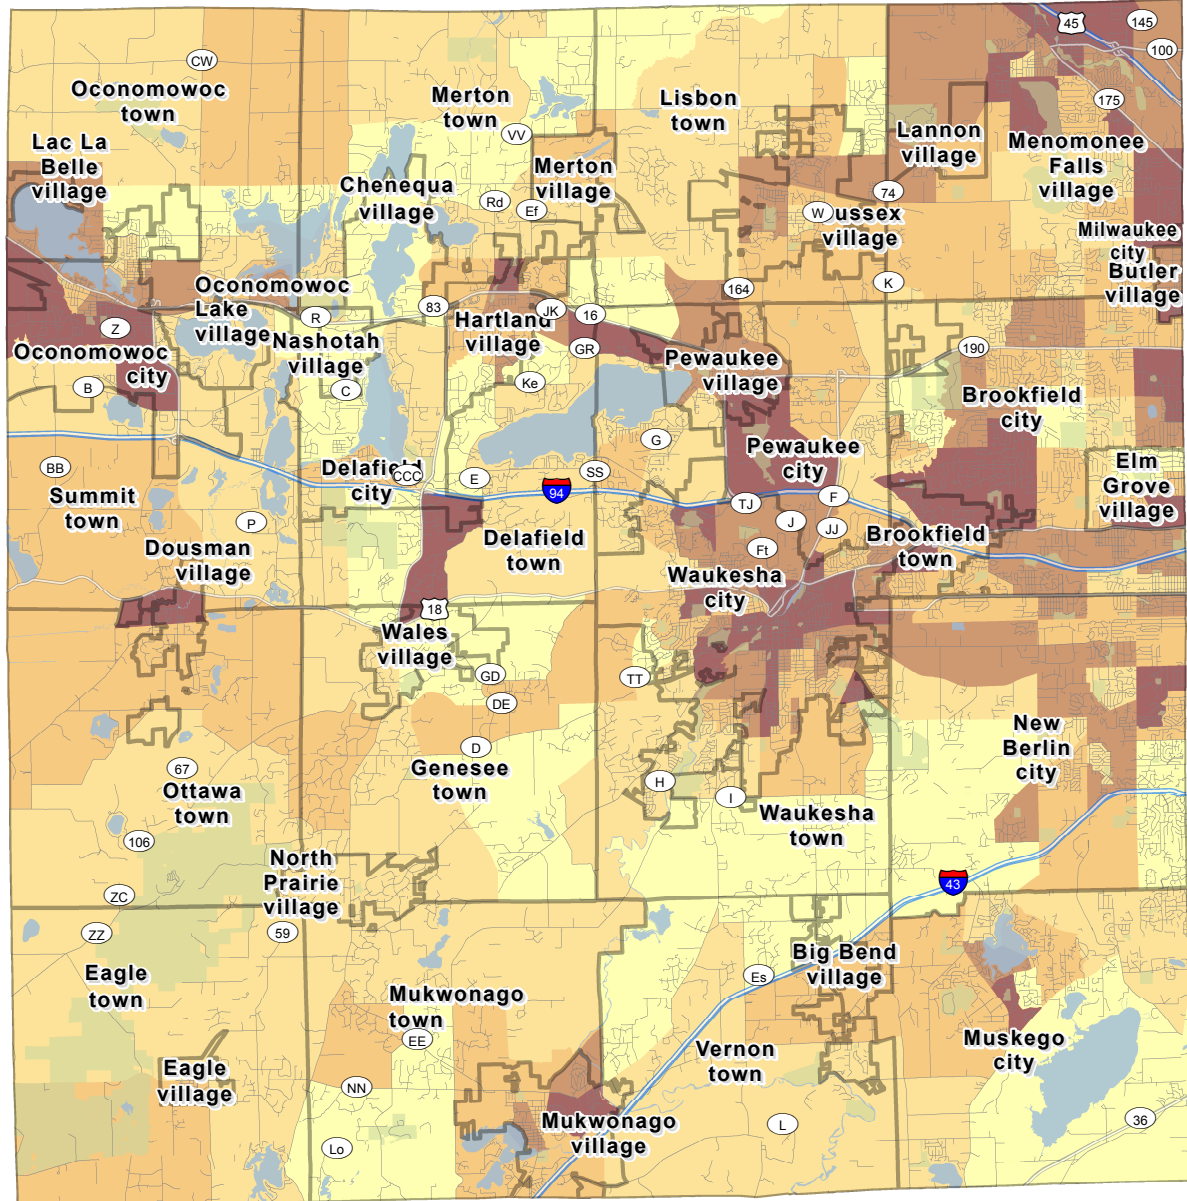 45
145
100
CW
Oconomowoc
town
Merton
town
Lisbon
town
175
VV
Lac La
Belle
village
Lannon
village
Menomonee
Falls
village
Merton
village
Chenequa
village
74
Rd
Ef
W
ussex
village
Milwaukee
city
Butler
village
Oconomowoc
Lake
village
164
K
83
JK
16
R
Z
Hartland
village
Nashotah
village
GR
190
Oconomowoc
city
Pewaukee
village
B
C
Ke
Brookfield
city
G
Pewaukee
city
BB
Delafield
city
CCC
E
SS
Elm
Grove
village
94
Summit
town
TJ
F
P
J
JJ
Delafield
town
Brookfield
town
Dousman
village
Ft
Waukesha
city
18
Wales
village
GD
TT
DE
New
Berlin
city
D
67
Genesee
town
H
I
Ottawa
town
Waukesha
town
106
North
Prairie
village
43
ZC
ZZ
59
Big Bend
village
Eagle
town
Es
Mukwonago
town
EE
Muskego
city
Vernon
town
Eagle
village
NN
Mukwonago
village
L
36
Lo